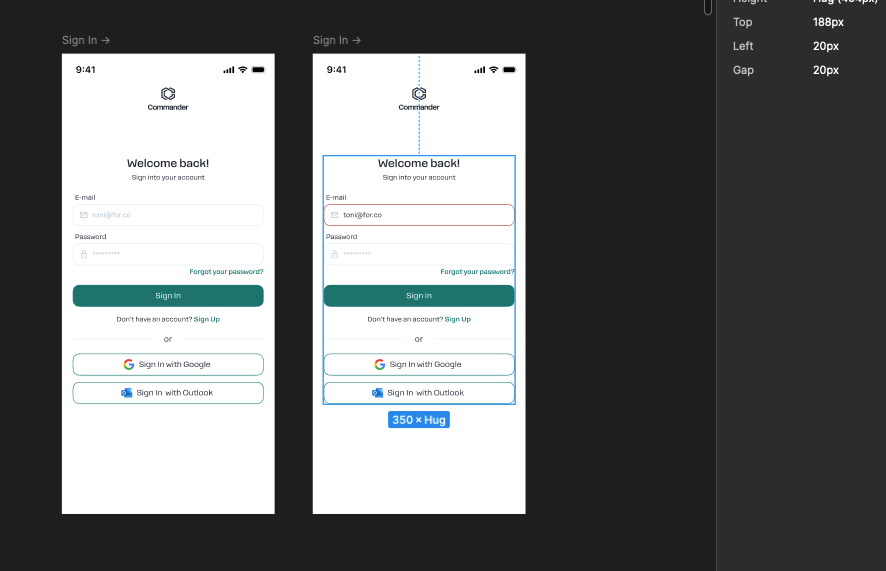 Top 188px
Left 20px
Gap 20px
Sign In →
9:41
Commander
Welcome back!
Sign into your account
E-mail
toni@for.co
Password
*********
Forgot your password?
Sign In
Don't have an account? Sign Up
or
Sign In with Google
Sign In with Outlook
Sign In →
9:41
Commander
Welcome back!
Sign into your account
E-mail
toni@for.co
Password
*********
Forgot your password?
Sign In
Don't have an account? Sign Up
or
Sign In with Google
Sign In with Outlook
350 × Hug